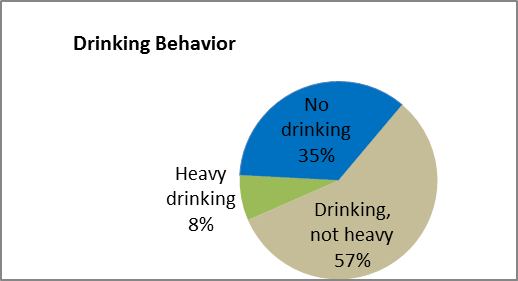 Drinking Behavior
No
drinking
35%
Heavy
drinking
8%
Drinking,
not heavy
57%